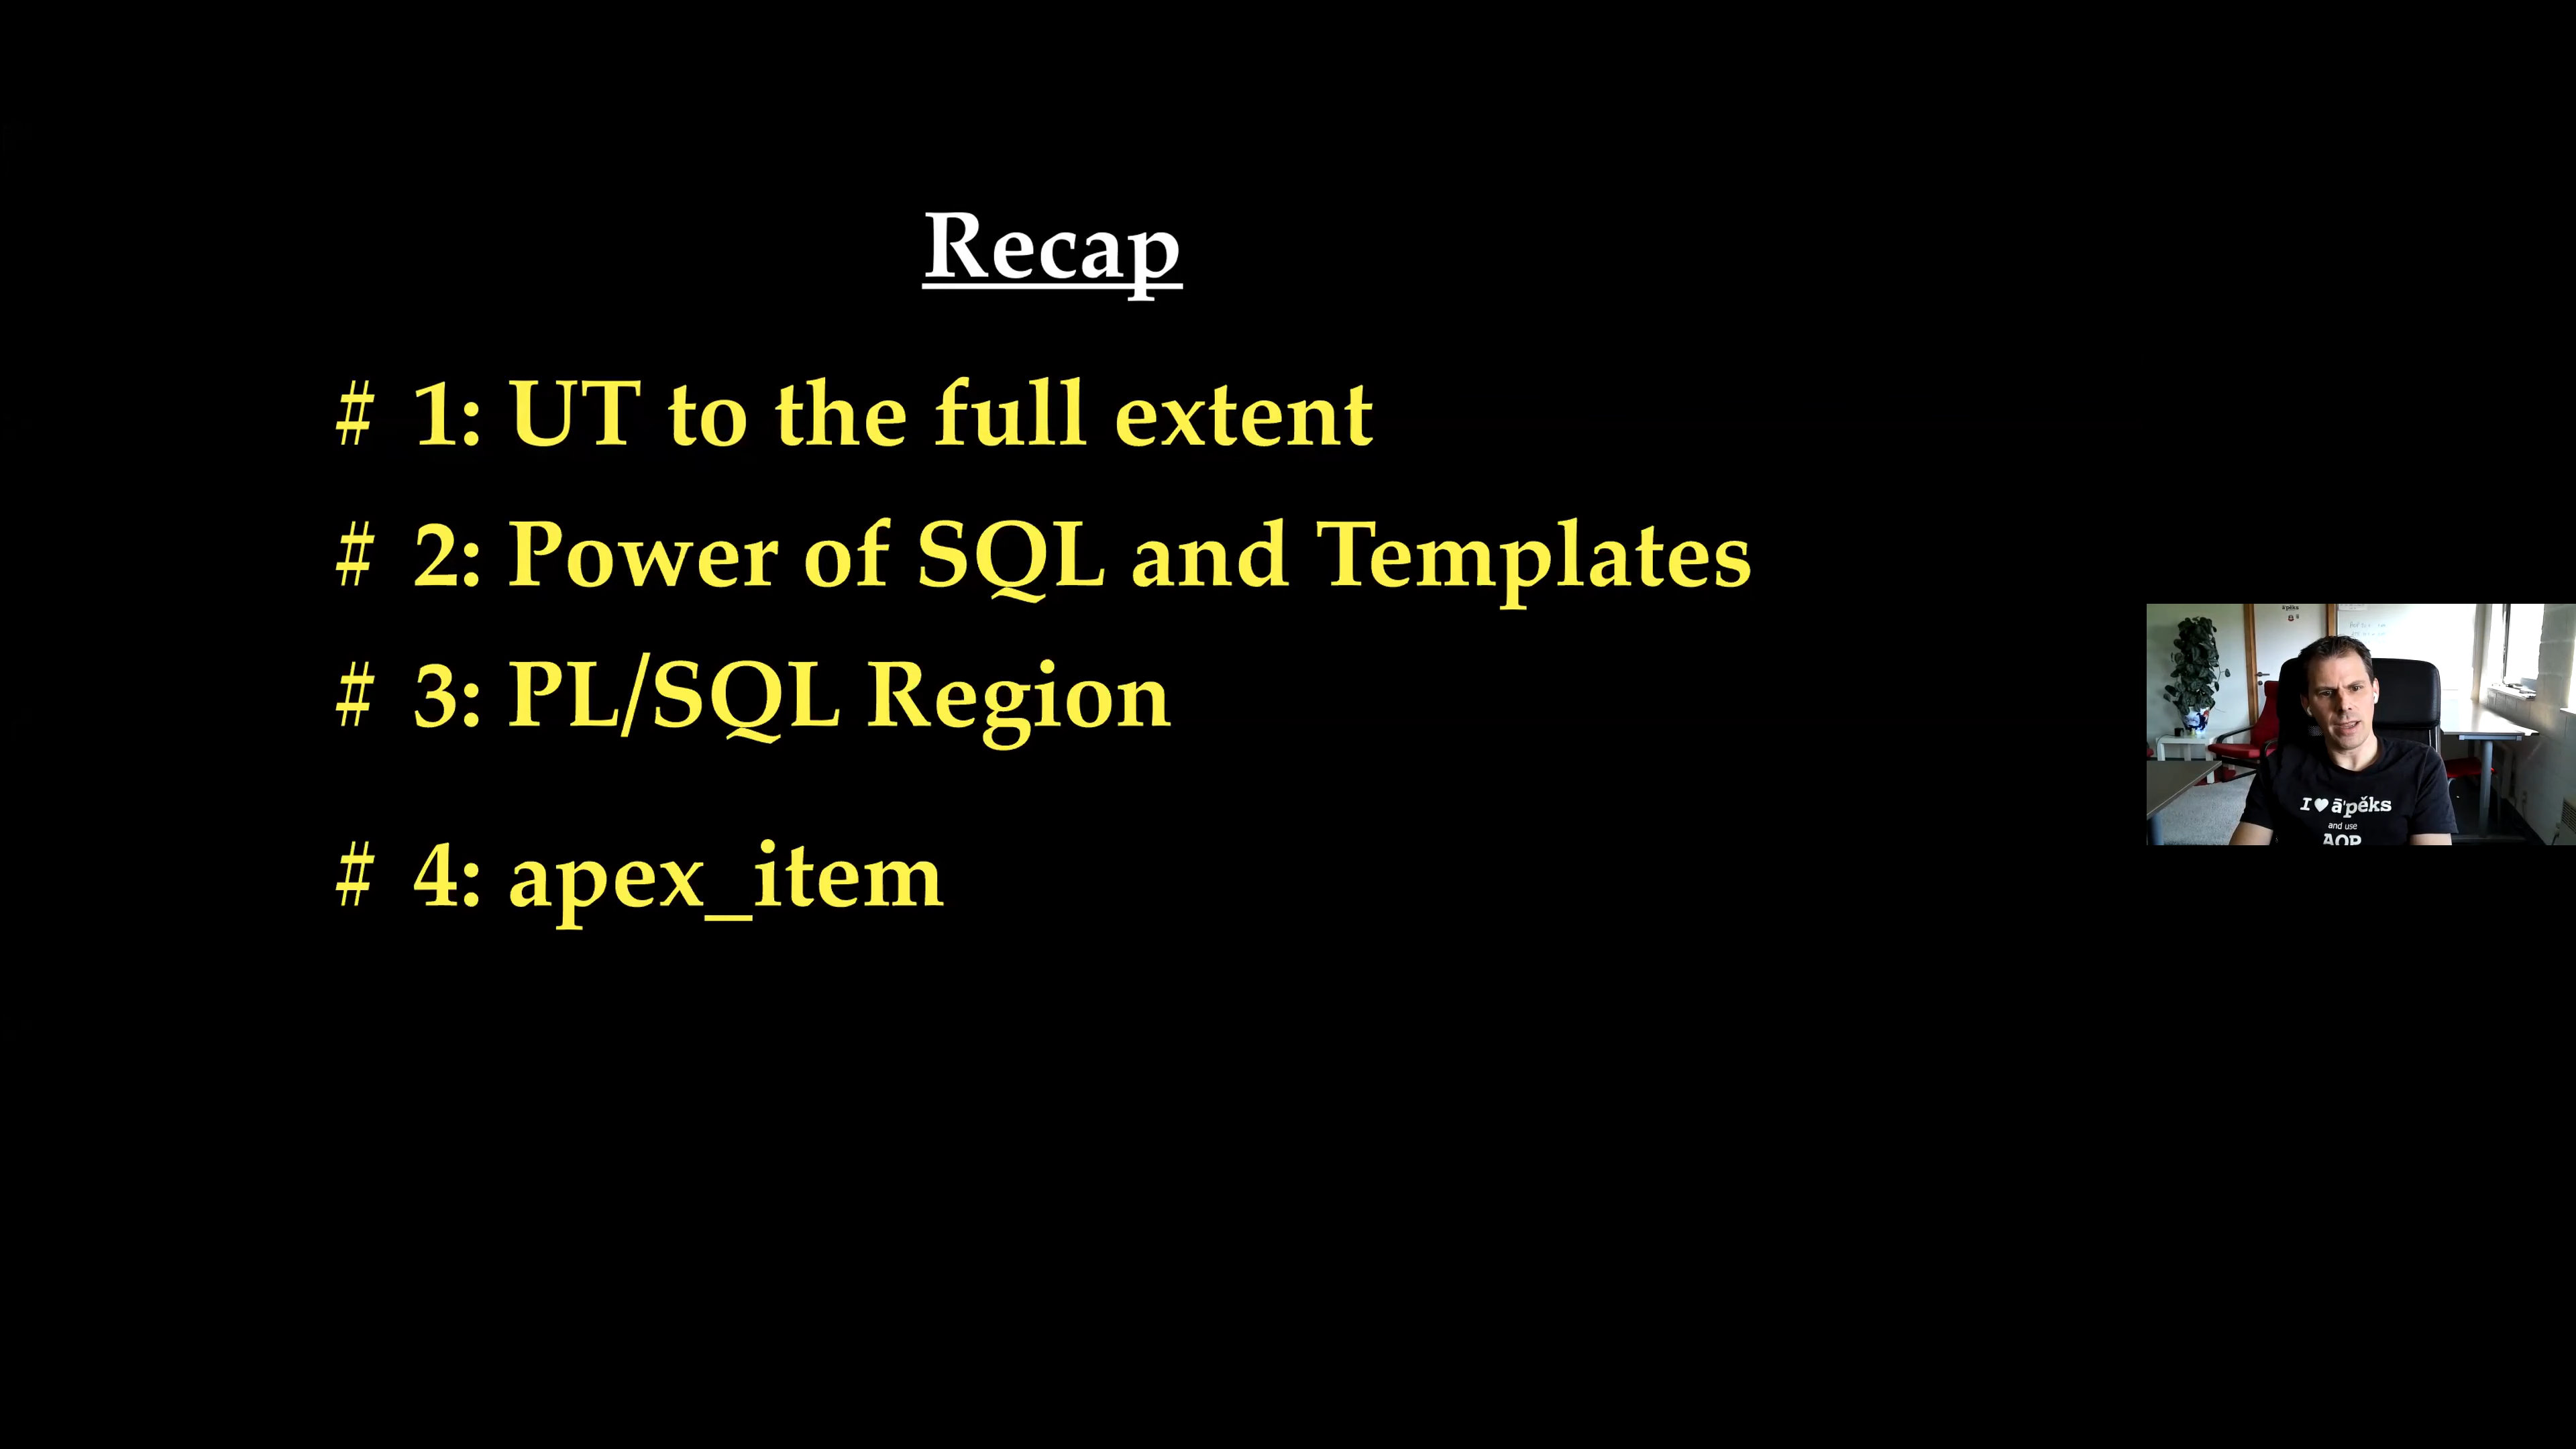 Recap
# 1: UT to the full extent
# 2: Power of SQL and Templates
# 3: PL/SQL Region
# 4: apex_item
I ♥ ā'pěks
and use
AOP